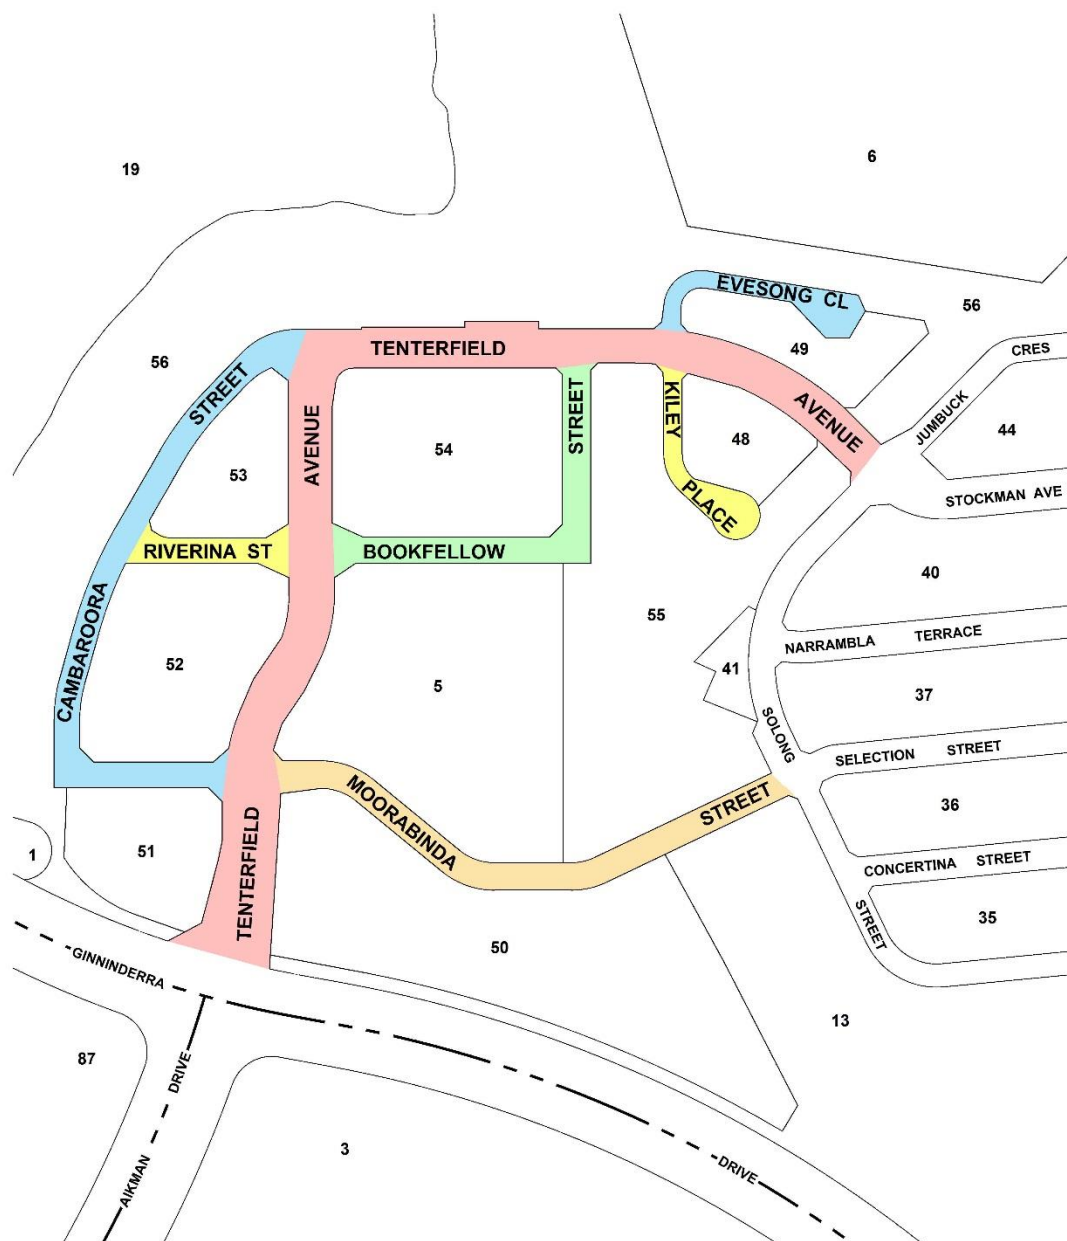 6
19
EVESONG CL
56
CRES
TENTERFIELD
49
56
STREET
AVENUE
JUMBUCK
44
KILEY
STREET
AVENUE
48
54
53
STOCKMAN AVE
PLACE
RIVERINA ST
BOOKFELLOW
40
55
NARRAMBLA TERRACE
CAMBAROORA
52
41
5
37
SOLONG
SELECTION STREET
MOORABINDA
STREET
36
TENTERFIELD
51
1
CONCERTINA STREET
STREET
35
50
GINNINDERRA
13
87
DRIVE
3
AIKMAN
DRIVE